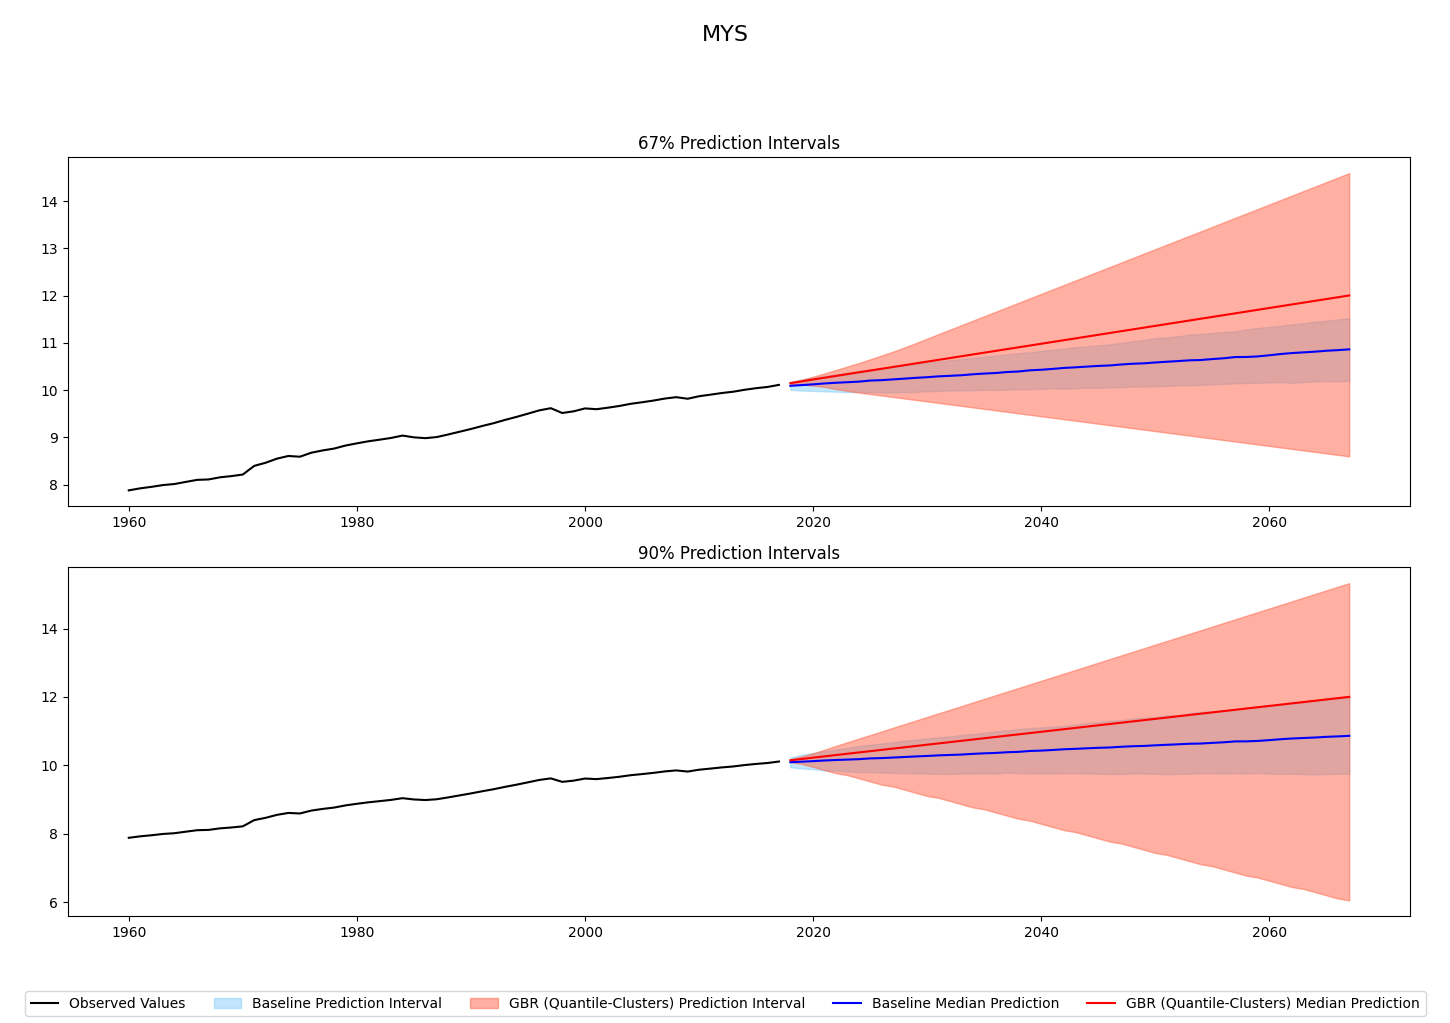 MYS
67% Prediction Intervals
14
13
12
11
10
9
8
1960 1980 2000 2020 2040 2060
90% Prediction Intervals
14
12
10
8
6
1960 1980 2000 2020 2040 2060
Observed Values Baseline Prediction Interval GBR (Quantile-Clusters) Prediction Interval Baseline Median Prediction GBR (Quantile-Clusters) Median Prediction